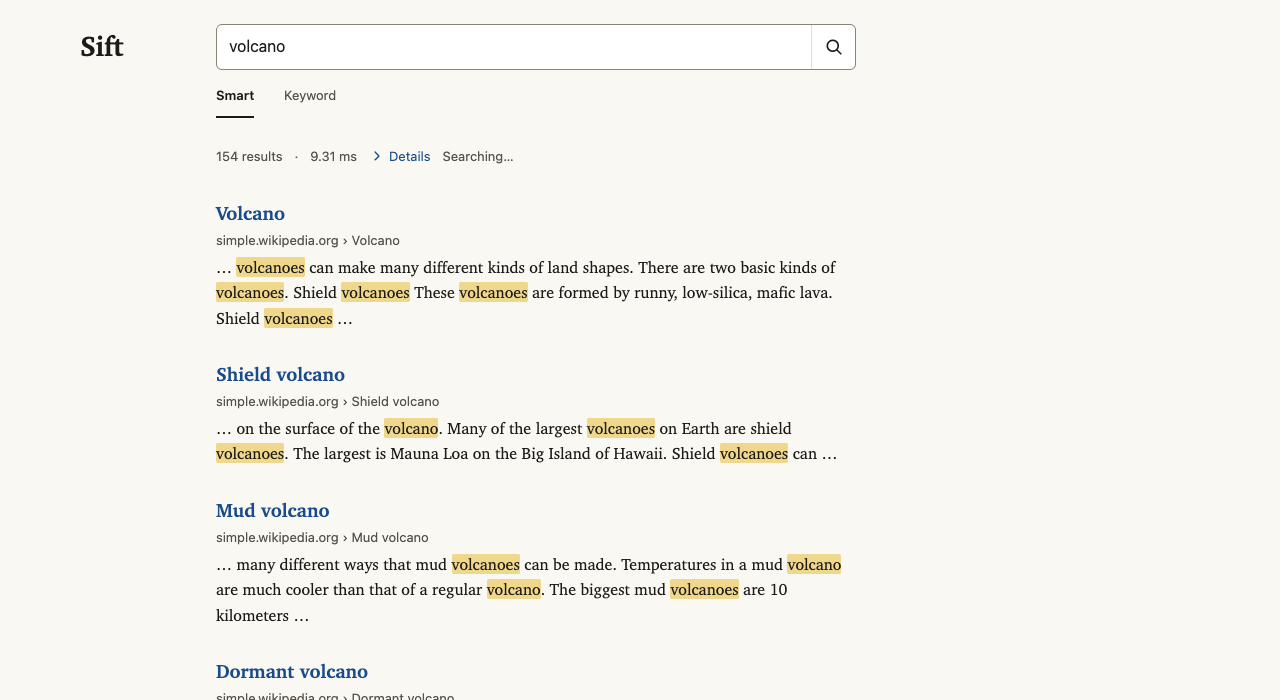 Sift
volcano
Smart Keyword
154 results · 9.31 ms Details Searching...
Volcano
simple.wikipedia.org › Volcano
… volcanoes can make many different kinds of land shapes. There are two basic kinds of
volcanoes. Shield volcanoes These volcanoes are formed by runny, low-silica, mafic lava.
Shield volcanoes …
Shield volcano
simple.wikipedia.org › Shield volcano
… on the surface of the volcano. Many of the largest volcanoes on Earth are shield
volcanoes. The largest is Mauna Loa on the Big Island of Hawaii. Shield volcanoes can …
Mud volcano
simple.wikipedia.org › Mud volcano
… many different ways that mud volcanoes can be made. Temperatures in a mud volcano
are much cooler than that of a regular volcano. The biggest mud volcanoes are 10
kilometers …
Dormant volcano
simple.wikipedia.org › Dormant volcano